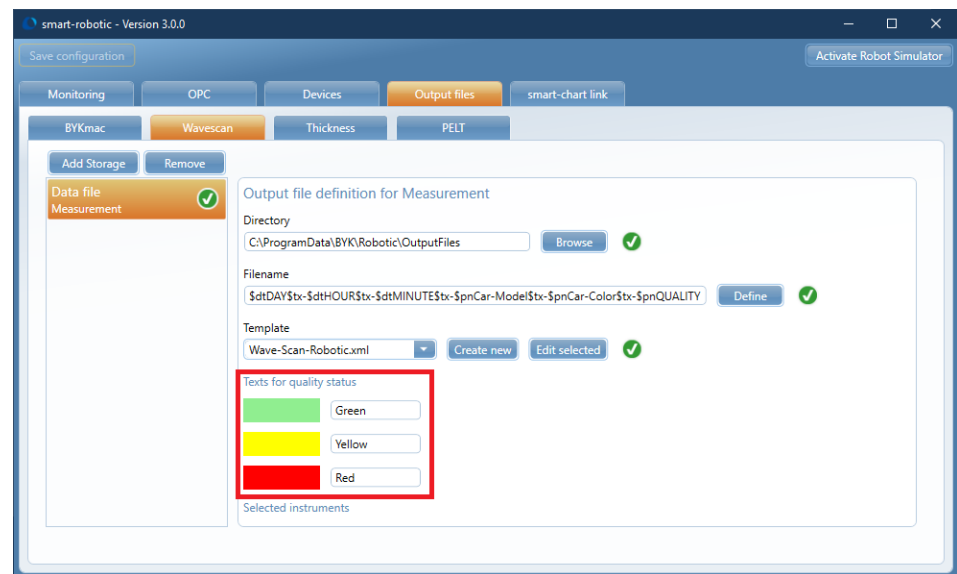 smart-robotic - Version 3.0.0
Save configuration
Activate Robot Simulator
Monitoring OPC Devices Output files smart-chart link
BYKmac Wavescan Thickness PELT
Add Storage Remove
Data file
Measurement
Output file definition for Measurement
Directory
C:\ProgramData\BYK\Robotic\OutputFiles Browse
Filename
$dtDAY$tx-$dtHOUR$tx-$dtMINUTE$tx-$pnCar-Model$tx-$pnCar-Color$tx-$pnQUALITY Define
Template
Wave-Scan-Robotic.xml Create new Edit selected
Texts for quality status
Green
Yellow
Red
Selected instruments